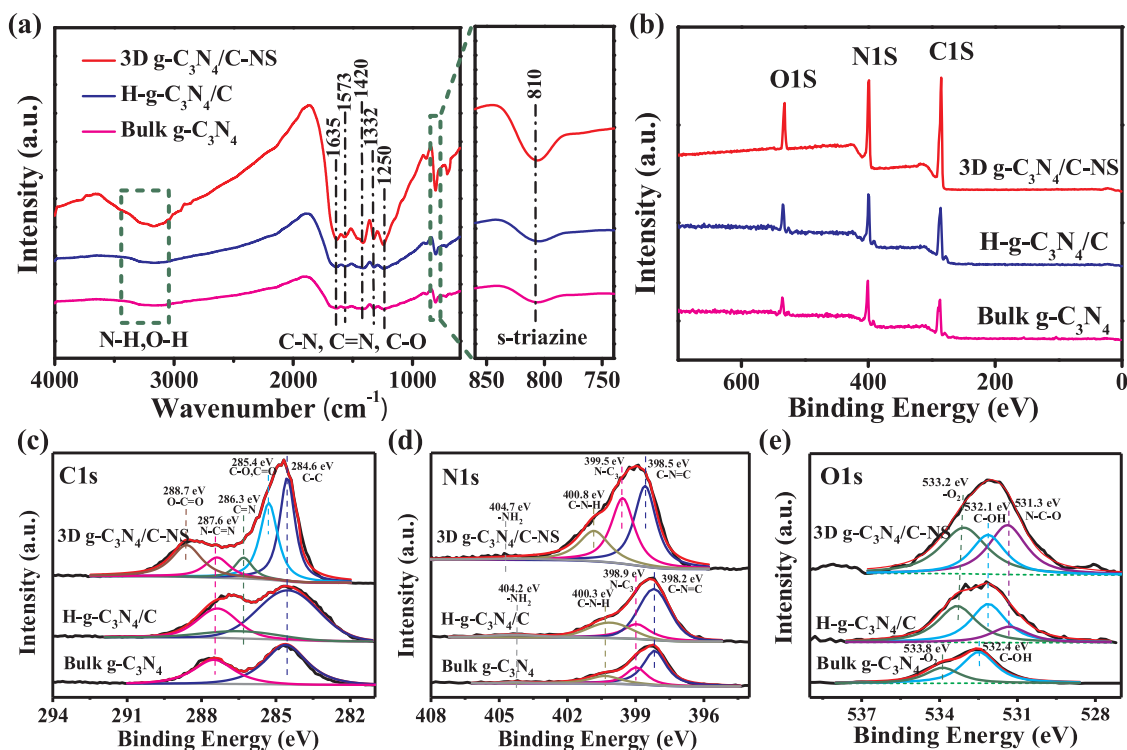 (a)
3D g-C₃N₄/C-NS
H-g-C₃N₄/C
Bulk g-C₃N₄
1635
1573
1420
1332
1250
810
N-H,O-H
C-N, C=N, C-O
s-triazine
4000
3000
2000
1000
850
800
750
Wavenumber (cm⁻¹)
Intensity (a.u.)
(b)
O1S
N1S
C1S
3D g-C₃N₄/C-NS
H-g-C₃N₄/C
Bulk g-C₃N₄
600
400
200
0
Binding Energy (eV)
Intensity (a.u.)
(c)
C1s
288.7 eV
O-C=O
287.6 eV
N-C=N
286.3 eV
C=N
285.4 eV
C-O,C=O
284.6 eV
C-C
3D g-C₃N₄/C-NS
H-g-C₃N₄/C
Bulk g-C₃N₄
294
291
288
285
282
Binding Energy (eV)
Intensity (a.u.)
(d)
N1s
404.7 eV
-NH₂
400.8 eV
C-N-H
399.5 eV
N-C₃
398.5 eV
C-N=C
3D g-C₃N₄/C-NS
404.2 eV
-NH₂
400.3 eV
C-N-H
398.9 eV
N-C₃
398.2 eV
C-N=C
H-g-C₃N₄/C
Bulk g-C₃N₄
408
405
402
399
396
Binding Energy (eV)
Intensity (a.u.)
(e)
O1s
533.2 eV
-O₂
532.1 eV
C-OH
531.3 eV
N-C-O
3D g-C₃N₄/C-NS
H-g-C₃N₄/C
Bulk g-C₃N₄
533.8 eV
-O₂
532.4 eV
C-OH
537
534
531
528
Binding Energy (eV)
Intensity (a.u.)